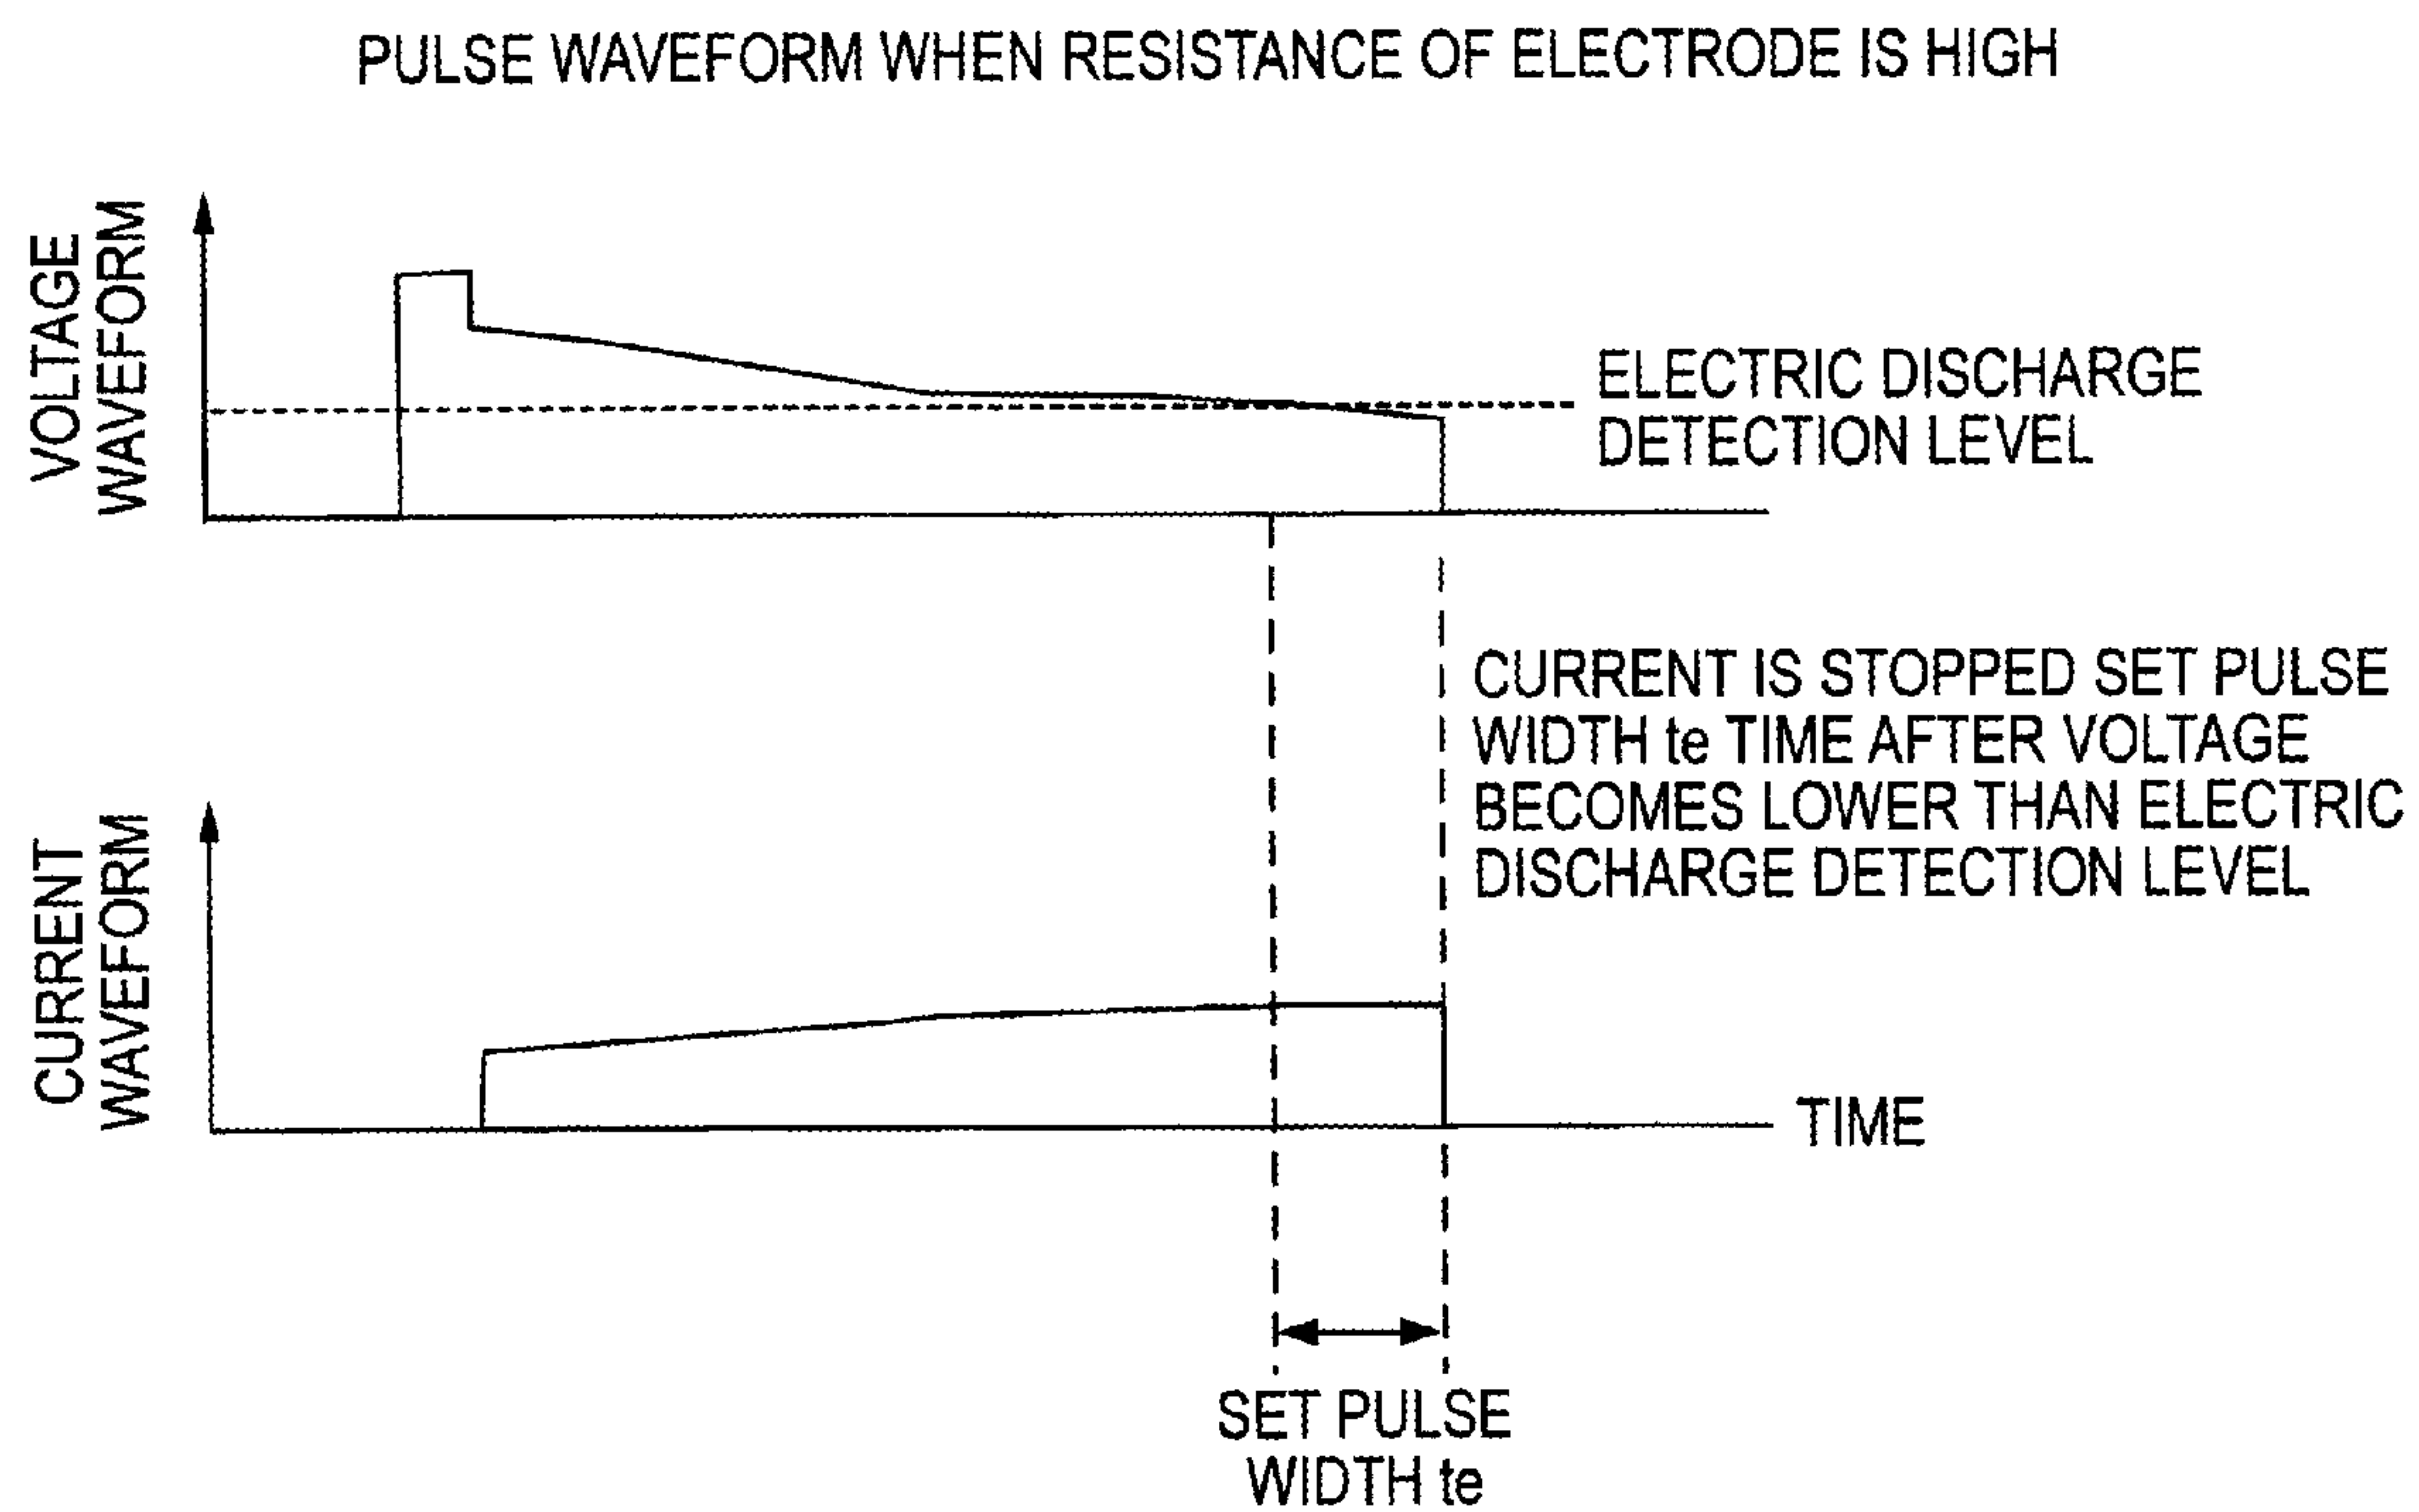 PULSE WAVEFORM WHEN RESISTANCE OF ELECTRODE IS HIGH
VOLTAGE
WAVEFORM
ELECTRIC DISCHARGE
DETECTION LEVEL
CURRENT IS STOPPED SET PULSE
WIDTH te TIME AFTER VOLTAGE
BECOMES LOWER THAN ELECTRIC
DISCHARGE DETECTION LEVEL
CURRENT
WAVEFORM
TIME
SET PULSE
WIDTH te